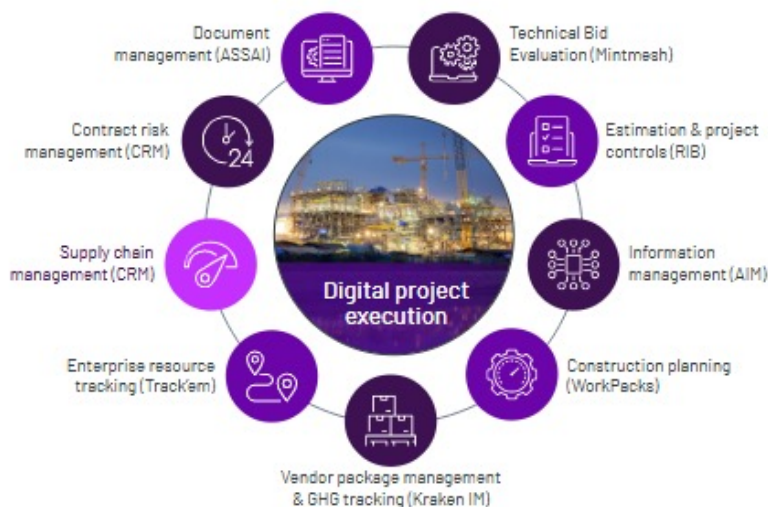 Document
management (ASSAI)
Technical Bid
Evaluation (Mintmesh)
Contract risk
management (CRM)
24
Estimation & project
controls (RIB)
Supply chain
management (CRM)
Digital project
execution
Information
management (AIM)
Enterprise resource
tracking (Track'em)
Construction planning
(WorkPacks)
Vendor package management
& GHG tracking (Kraken IM)